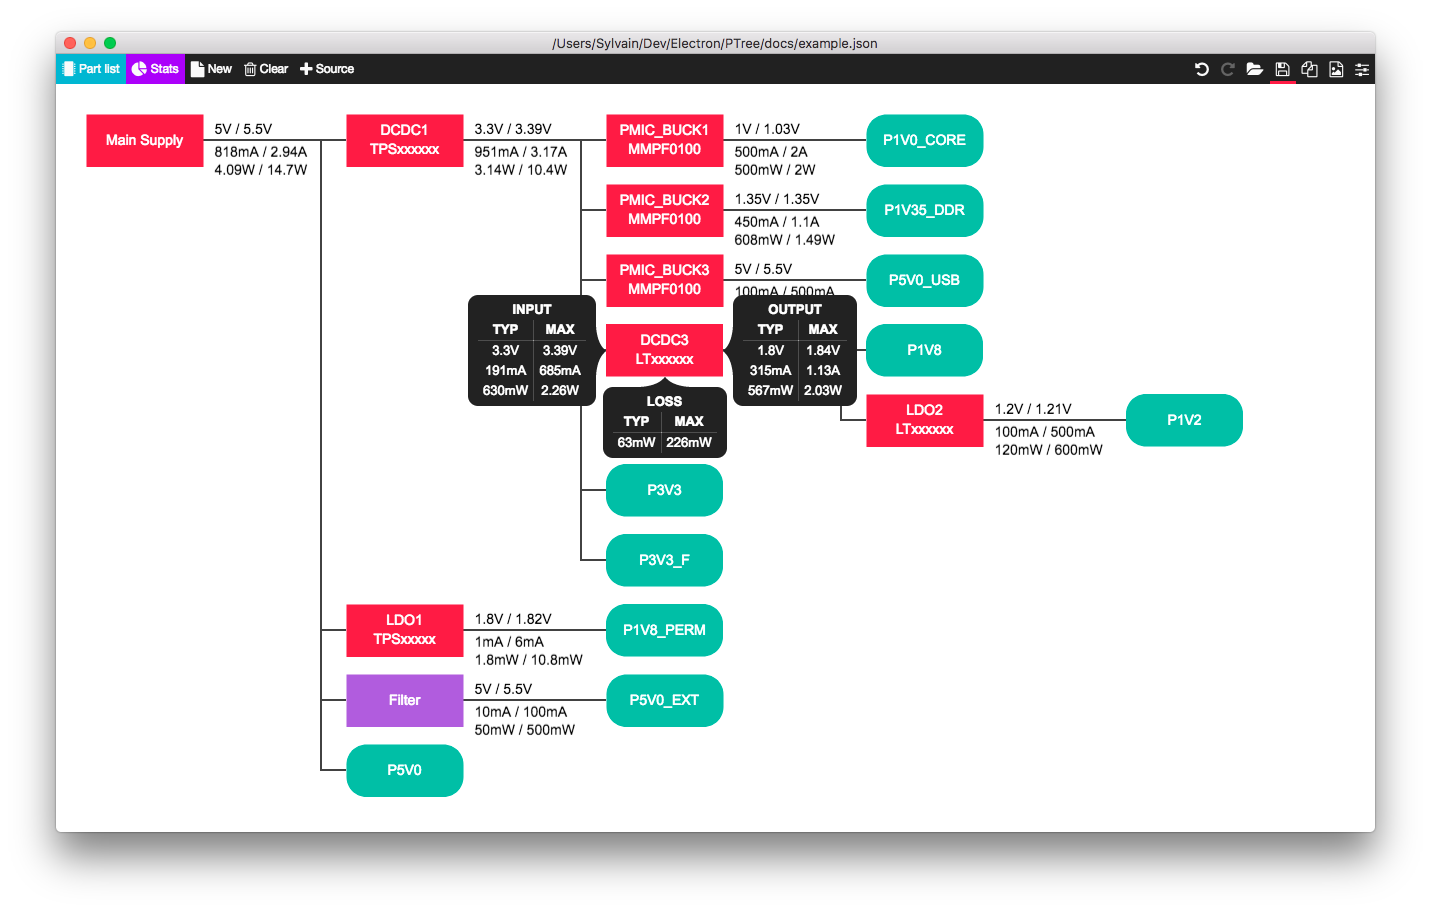 /Users/Sylvain/Dev/Electron/PTree/docs/example.json
Part list Stats New Clear Source
Main Supply
5V / 5.5V
818mA / 2.94A
4.09W / 14.7W
DCDC1
TPSxxxxxx
3.3V / 3.39V
951mA / 3.17A
3.14W / 10.4W
PMIC_BUCK1
MMPF0100
1V / 1.03V
500mA / 2A
500mW / 2W
P1V0_CORE
PMIC_BUCK2
MMPF0100
1.35V / 1.35V
450mA / 1.1A
608mW / 1.49W
P1V35_DDR
PMIC_BUCK3
MMPF0100
5V / 5.5V
100mA / 500mA
P5V0_USB
INPUT
TYP MAX
3.3V 3.39V
191mA 685mA
630mW 2.26W
DCDC3
LTxxxxxx
OUTPUT
TYP MAX
1.8V 1.84V
315mA 1.13A
567mW 2.03W
P1V8
LOSS
TYP MAX
63mW 226mW
LDO2
LTxxxxxx
1.2V / 1.21V
100mA / 500mA
120mW / 600mW
P1V2
P3V3
P3V3_F
LDO1
TPSxxxxx
1.8V / 1.82V
1mA / 6mA
1.8mW / 10.8mW
P1V8_PERM
Filter
5V / 5.5V
10mA / 100mA
50mW / 500mW
P5V0_EXT
P5V0